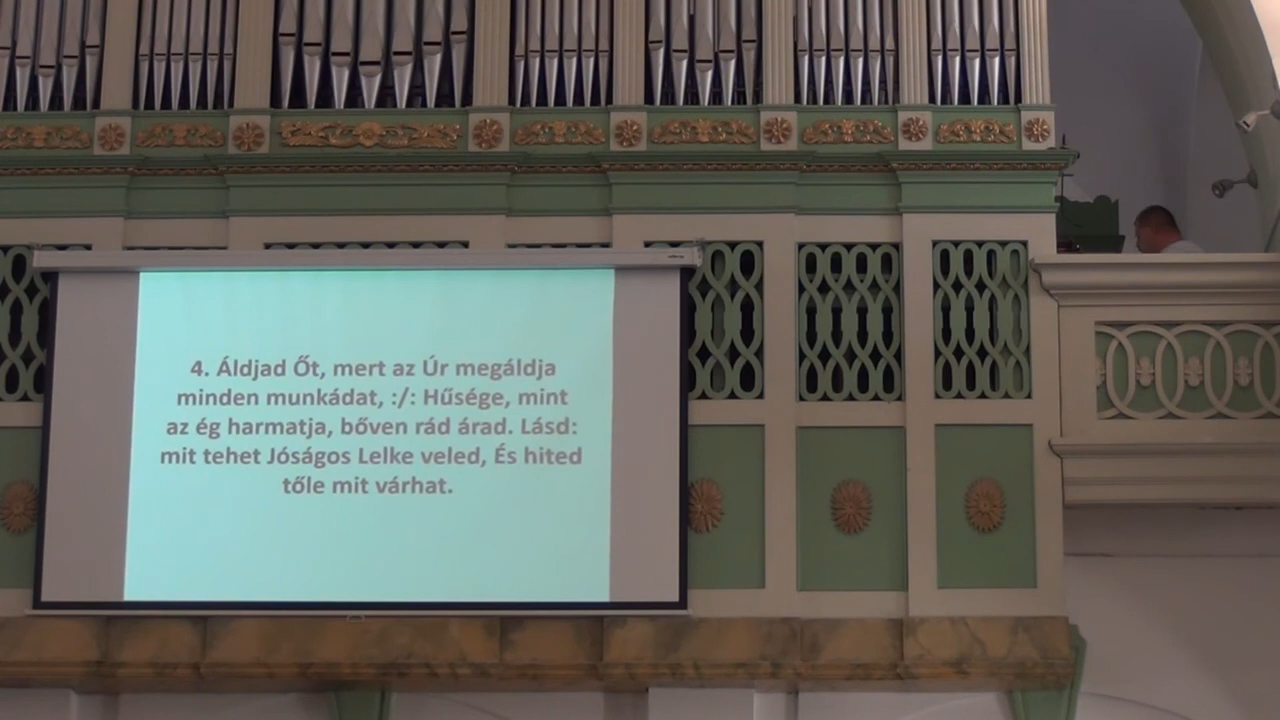 4. Áldjad Őt, mert az Úr megáldja
minden munkádat, :/: Hűsége, mint
az ég harmatja, bőven rád árad. Lásd:
mit tehet Jóságos Lelke veled, És hited
tőle mit várhat.